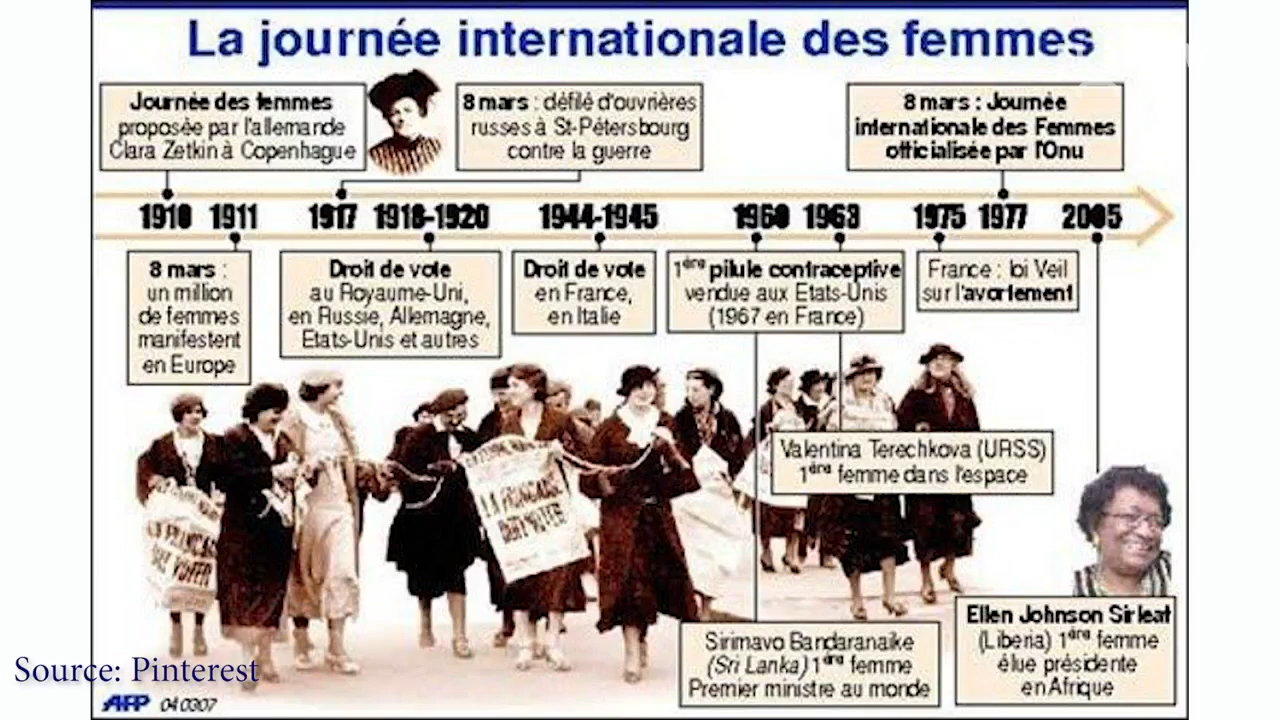 La journée internationale des femmes
Journée des femmes
proposée par l'allemande
Clara Zetkin à Copenhague
8 mars : défilé d'ouvrières
russes à St-Pétersbourg
contre la guerre
8 mars : Journée
internationale des Femmes
officialisée par l'Onu
1910 1911 1917 1918-1920 1944-1945 1960 1963 1975 1977 2005
8 mars :
un million
de femmes
manifestent
en Europe
Droit de vote
au Royaume-Uni,
en Russie, Allemagne,
Etats-Unis et autres
Droit de vote
en France,
en Italie
1ère pilule contraceptive
vendue aux Etats-Unis
(1967 en France)
France : loi Veil
sur l'avortement
Valentina Terechkova (URSS)
1ère femme dans l'espace
LA FRANÇAISE
DOIT VOTER
Sirimavo Bandaranaike
(Sri Lanka) 1ère femme
Premier ministre au monde
Ellen Johnson Sirleaf
(Liberia) 1ère femme
élue présidente
en Afrique
Source: Pinterest
AFP 040307